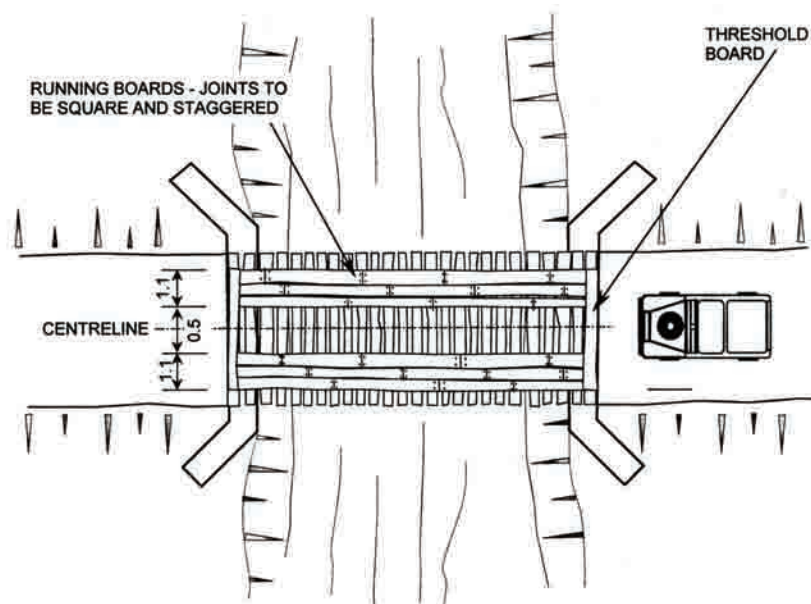 THRESHOLD
BOARD
RUNNING BOARDS - JOINTS TO
BE SQUARE AND STAGGERED
1.1
CENTRELINE
0.5
1.1